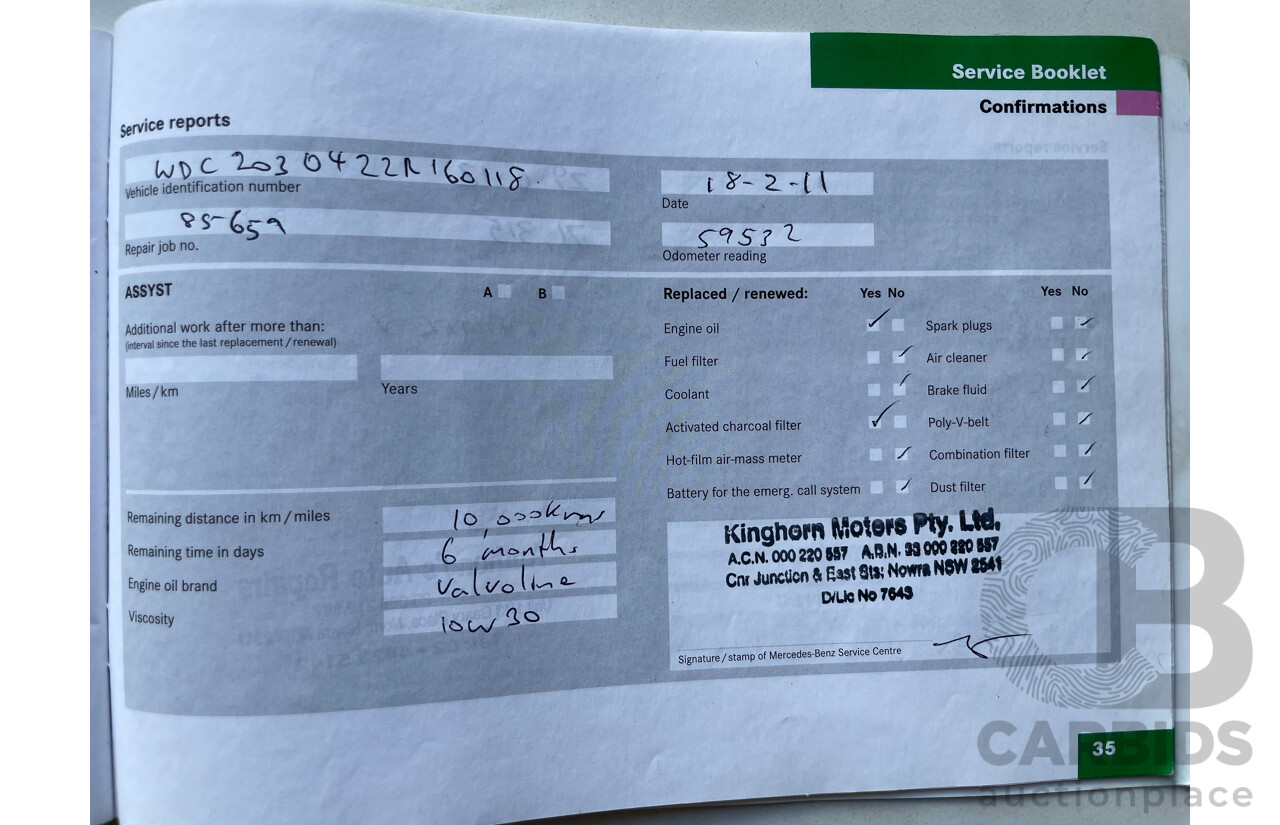 Service Booklet
Confirmations
Service reports
WDC 2030422R160118.
Vehicle identification number
18-2-11
Date
85-659
Repair job no.
59532
Odometer reading
ASSYST
A B
Additional work after more than:
(interval since the last replacement / renewal)
Miles / km
Years
Replaced / renewed: Yes No Yes No
Engine oil
Spark plugs
Fuel filter
Air cleaner
Coolant
Brake fluid
Activated charcoal filter
Poly-V-belt
Hot-film air-mass meter
Combination filter
Battery for the emerg. call system
Dust filter
Remaining distance in km / miles 10,000kms
Remaining time in days 6 months
Engine oil brand Valvoline
Viscosity 10w30
Kinghorn Motors Pty. Ltd.
A.C.N. 000 220 557 A.B.N. 33 000 220 557
Cnr Junction & East Sts; Nowra NSW 2541
D/Lic No 7643
Signature / stamp of Mercedes-Benz Service Centre
35
CB
CARBIDS
auctionplace